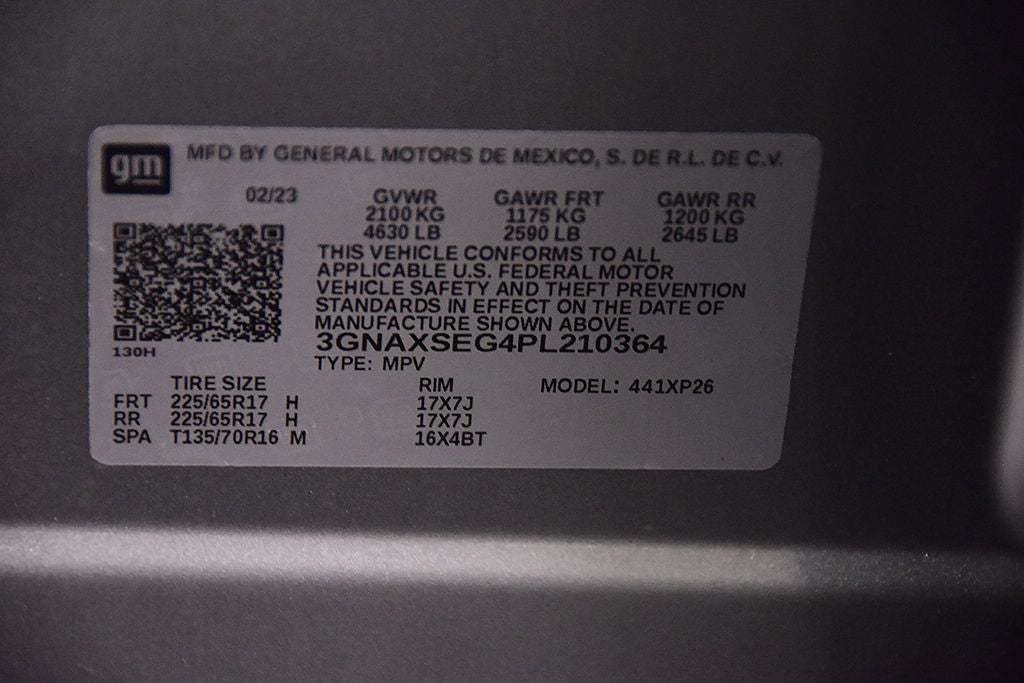 gm MFD BY GENERAL MOTORS DE MEXICO, S. DE R.L. DE C.V.
02/23 GVWR GAWR FRT GAWR RR
2100 KG 1175 KG 1200 KG
4630 LB 2590 LB 2645 LB
THIS VEHICLE CONFORMS TO ALL
APPLICABLE U.S. FEDERAL MOTOR
VEHICLE SAFETY AND THEFT PREVENTION
STANDARDS IN EFFECT ON THE DATE OF
MANUFACTURE SHOWN ABOVE.
3GNAXSEG4PL210364
130H
TYPE: MPV
TIRE SIZE RIM MODEL: 441XP26
FRT 225/65R17 H 17X7J
RR 225/65R17 H 17X7J
SPA T135/70R16 M 16X4BT